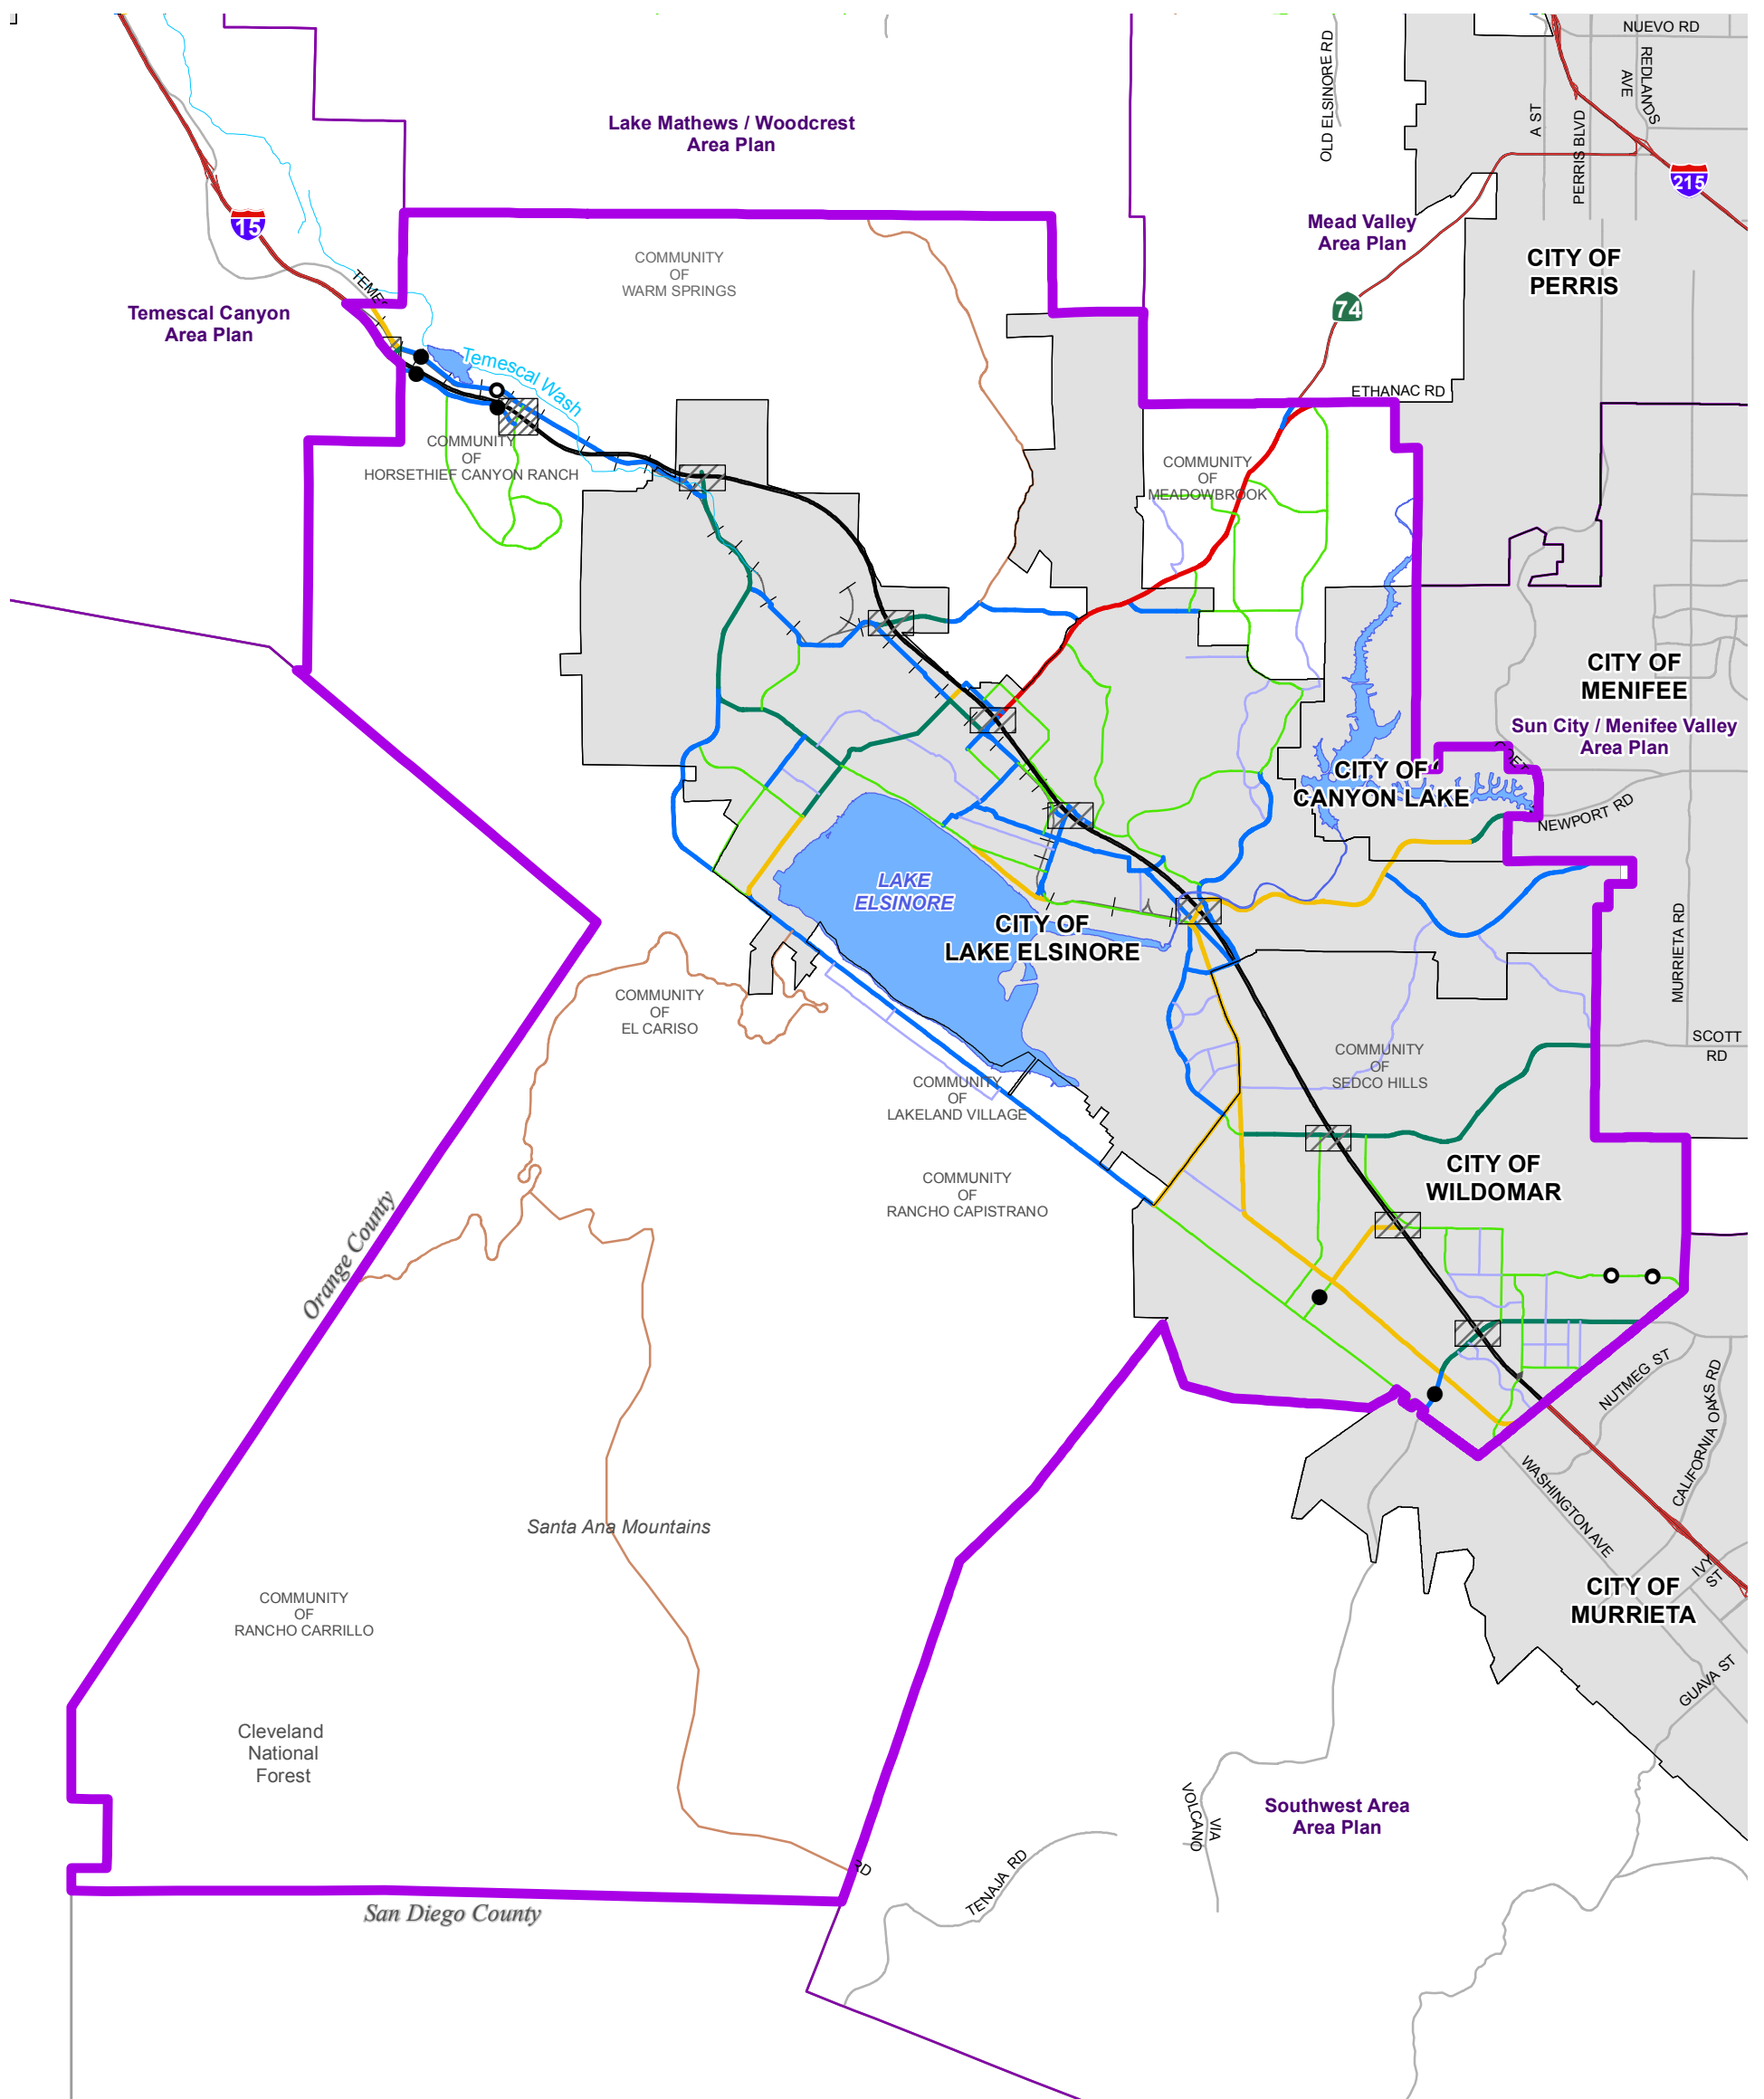 NUEVO RD
REDLANDS
AVE
A ST
PERRIS BLVD
OLD ELSINORE RD
Lake Mathews / Woodcrest
Area Plan
215
15
Mead Valley
Area Plan
CITY OF
PERRIS
COMMUNITY
OF
WARM SPRINGS
74
Temescal Canyon
Area Plan
Temescal Wash
ETHANAC RD
COMMUNITY
OF
HORSETHIEF CANYON RANCH
COMMUNITY
OF
MEADOWBROOK
CITY OF
MENIFEE
Sun City / Menifee Valley
Area Plan
CITY OF
CANYON LAKE
NEWPORT RD
LAKE
ELSINORE
CITY OF
LAKE ELSINORE
MURRIETA RD
COMMUNITY
OF
EL CARISO
SCOTT
RD
COMMUNITY
OF
SEDCO HILLS
COMMUNITY
OF
LAKELAND VILLAGE
CITY OF
WILDOMAR
COMMUNITY
OF
RANCHO CAPISTRANO
Orange County
NUTMEG ST
CALIFORNIA OAKS RD
WASHINGTON AVE
IVY
ST
Santa Ana Mountains
CITY OF
MURRIETA
COMMUNITY
OF
RANCHO CARRILLO
GUAVA ST
Cleveland
National
Forest
VIA
VOLCANO
Southwest Area
Area Plan
RD
TENAJA RD
San Diego County